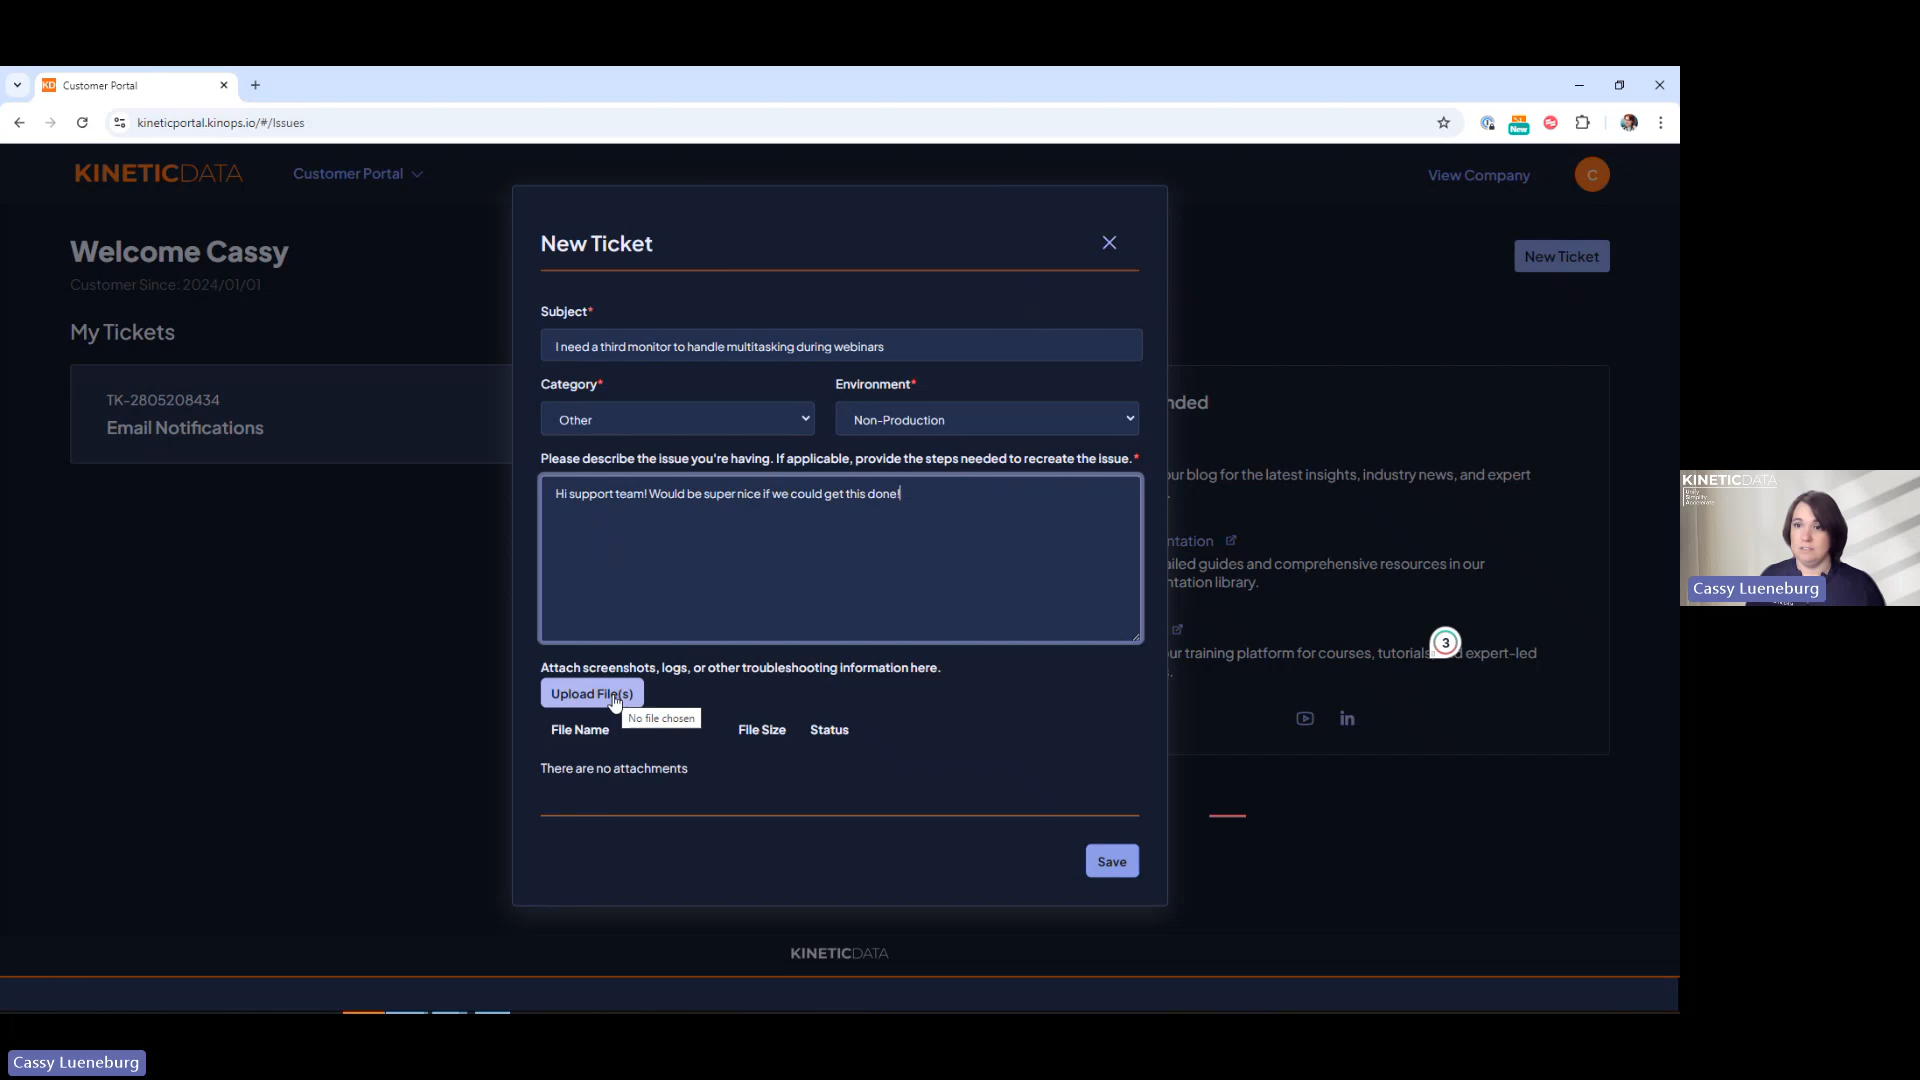 Customer Portal
kineticportal.kinops.io/#/Issues
New
KINETICDATA
Customer Portal
View Company
C
Welcome Cassy
Customer Since: 2024/01/01
New Ticket
My Tickets
TK-2805208434
Email Notifications
New Ticket
Subject*
I need a third monitor to handle multitasking during webinars
Category*
Environment*
Other
Non-Production
Please describe the issue you're having. If applicable, provide the steps needed to recreate the issue.*
Hi support team! Would be super nice if we could get this done!
Attach screenshots, logs, or other troubleshooting information here.
Upload File(s)
No file chosen
File Name
File Size
Status
There are no attachments
Save
nded
ur blog for the latest insights, industry news, and expert
ntation
ailed guides and comprehensive resources in our
ntation library.
3
ur training platform for courses, tutorials expert-led
KINETICDATA
KINETICDATA
Unify
Simplify
Accelerate
Cassy Lueneburg
Cassy Lueneburg